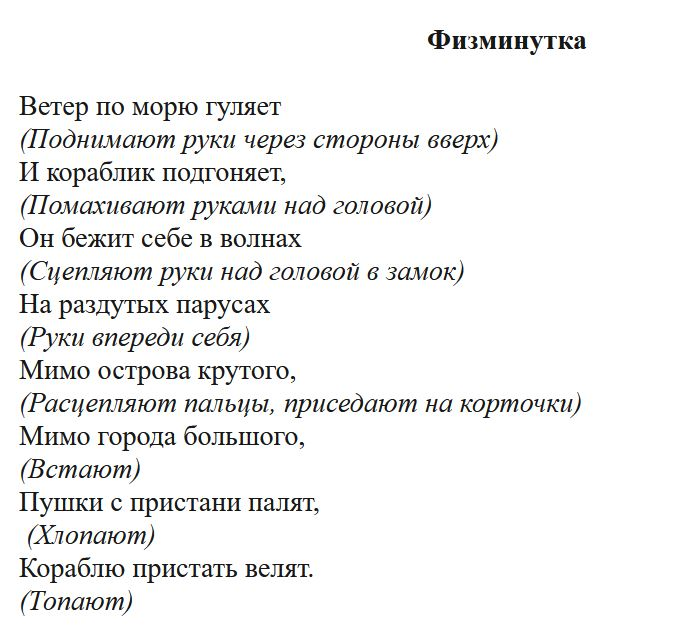 Физминутка
Ветер по морю гуляет
(Поднимают руки через стороны вверх)
И кораблик подгоняет,
(Помахивают руками над головой)
Он бежит себе в волнах
(Сцепляют руки над головой в замок)
На раздутых парусах
(Руки впереди себя)
Мимо острова крутого,
(Расцепляют пальцы, приседают на корточки)
Мимо города большого,
(Встают)
Пушки с пристани палят,
(Хлопают)
Кораблю пристать велят.
(Топают)